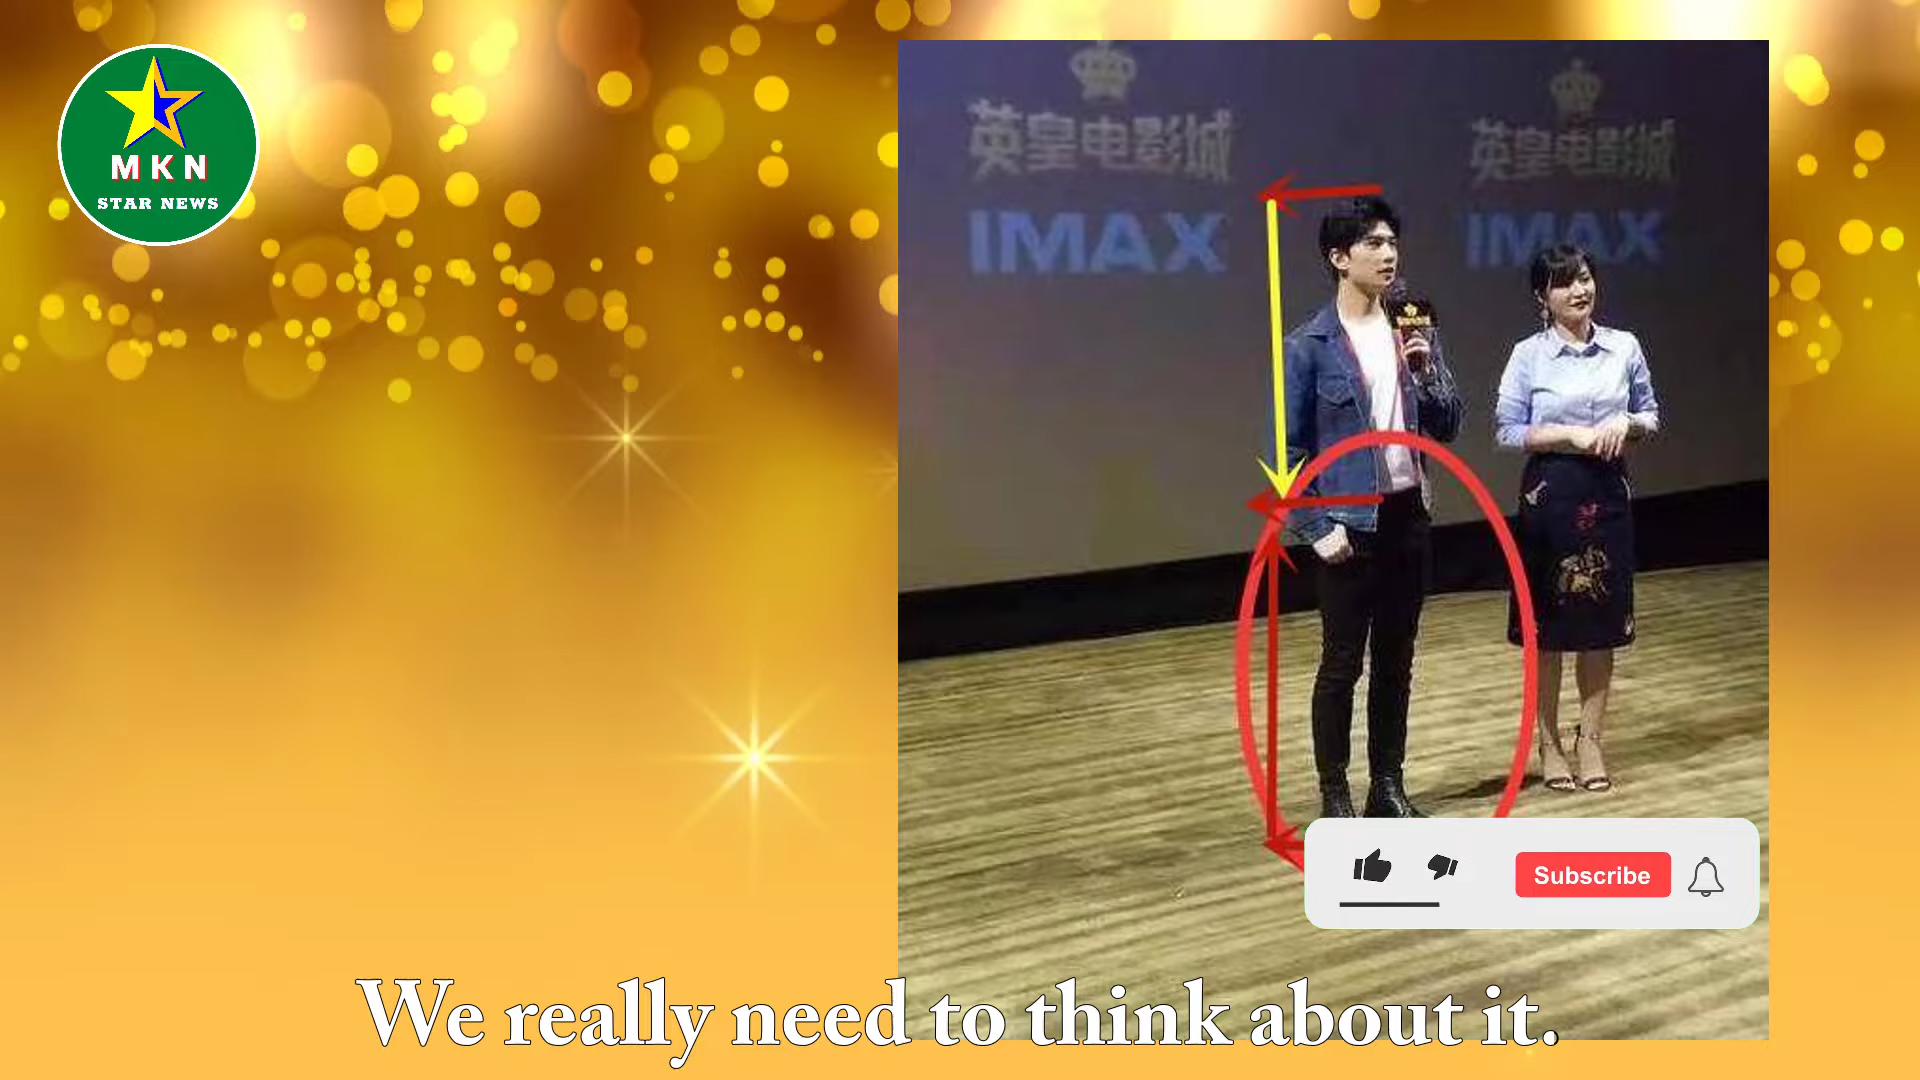 MKN
STAR NEWS
英皇电影城
英皇电影城
IMAX
IMAX
Subscribe
We really need to think about it.